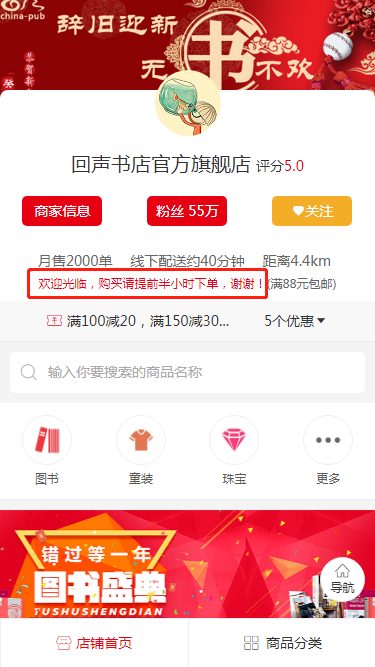 china-pub
辞旧迎新
无书不欢
恭贺新
癸
回声书店官方旗舰店 评分5.0
商家信息
粉丝 55万
关注
月售2000单 线下配送约40分钟 距离4.4km
欢迎光临，购买请提前半小时下单，谢谢！(满88元包邮)
满100减20，满150减30... 5个优惠
输入你要搜索的商品名称
图书 童装 珠宝 更多
错过等一年
图书盛典
TUSHUSHENGDIAN
导航
店铺首页 商品分类